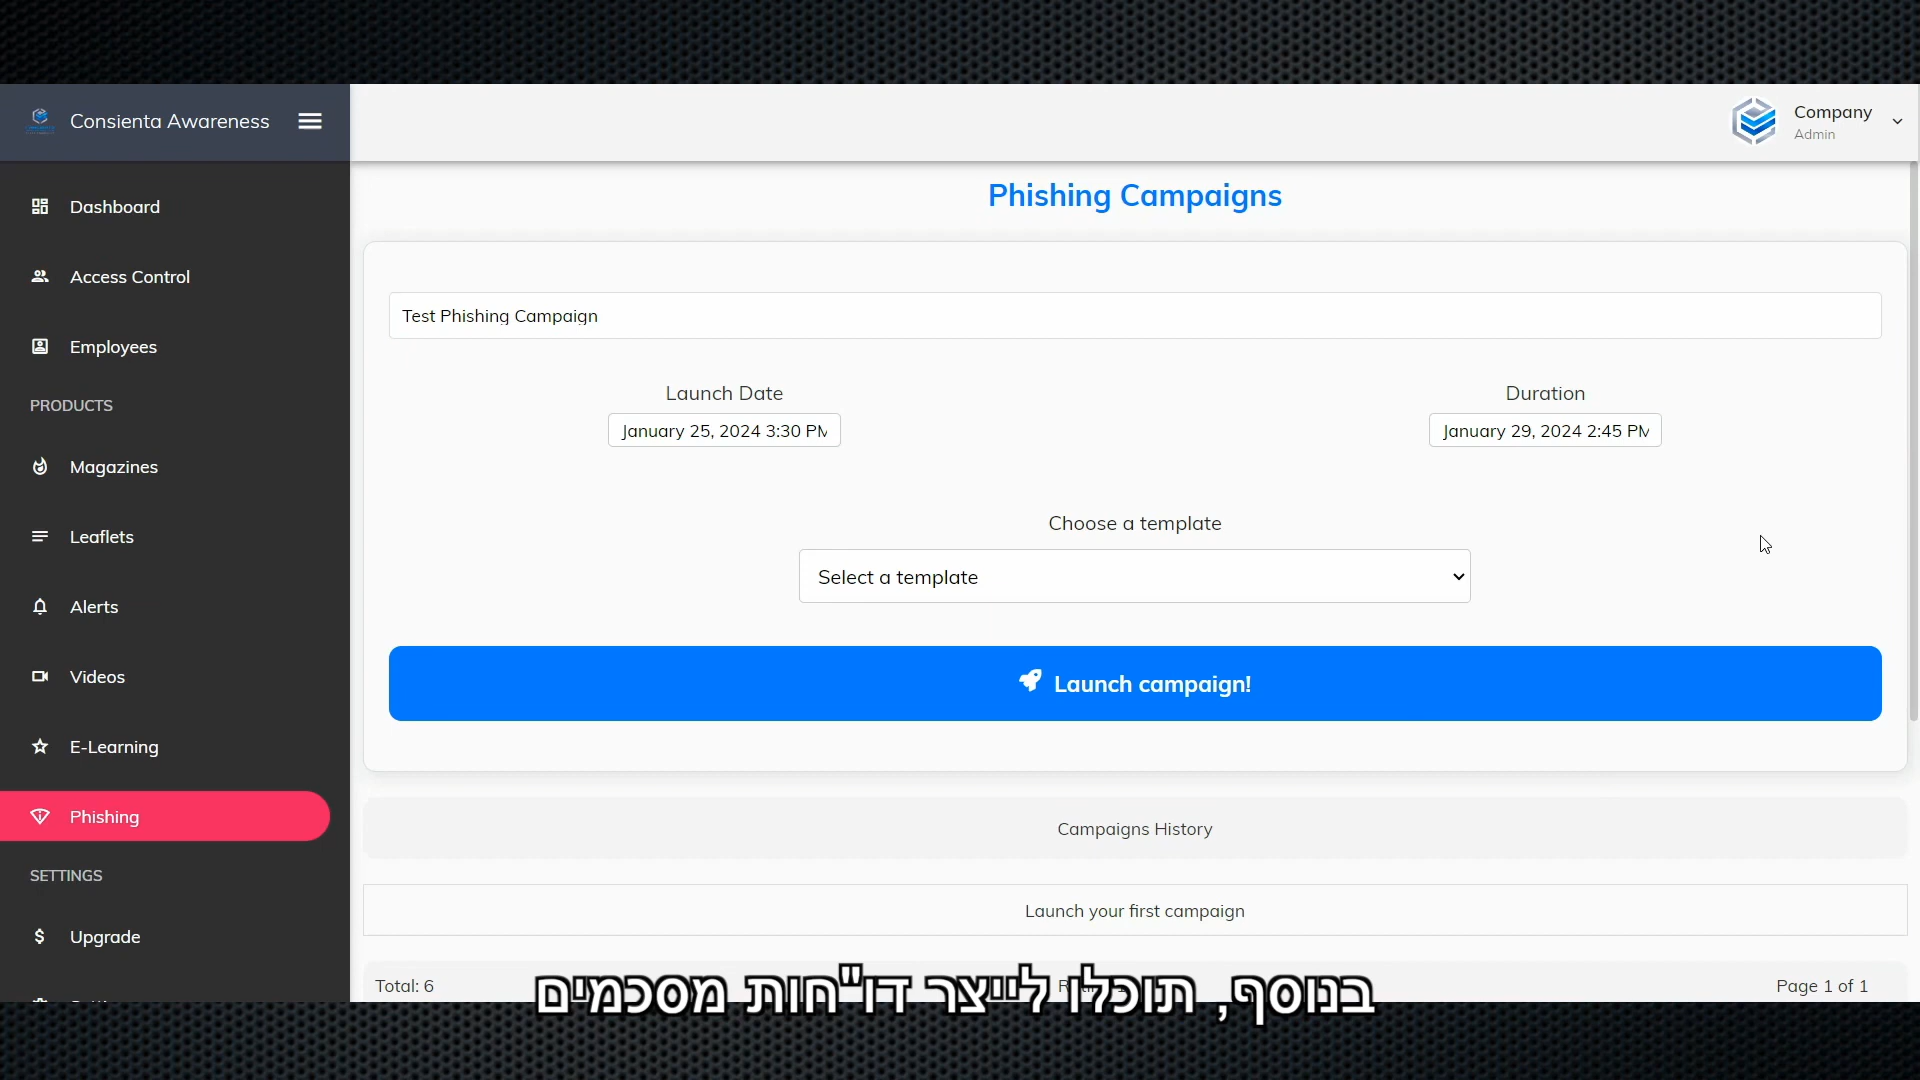 Consienta Awareness
Company
Admin
Dashboard
Access Control
Employees
PRODUCTS
Magazines
Leaflets
Alerts
Videos
E-Learning
Phishing
SETTINGS
Upgrade
Phishing Campaigns
Test Phishing Campaign
Launch Date
Duration
January 25, 2024 3:30 PM
January 29, 2024 2:45 PM
Choose a template
Select a template
Launch campaign!
Campaigns History
Launch your first campaign
Total: 6
Page 1 of 1
בנוסף, תוכלו לייצר דו"חות מסכמים